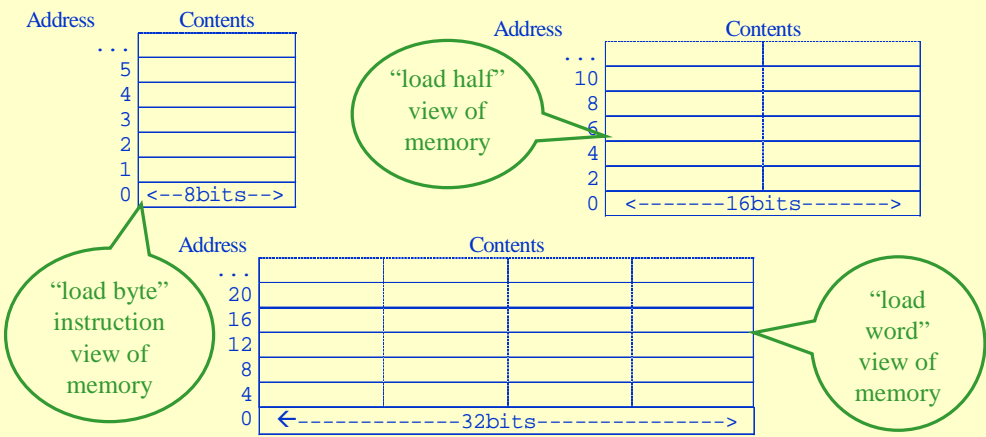 Address Contents
...
5
4
3
2
1
0 <--8bits-->
“load byte”
instruction
view of
memory
Address Contents
...
10
8
6
4
2
0 <-------16bits------->
“load half”
view of
memory
Address Contents
...
20
16
12
8
4
0 ←-------------32bits--------------->
“load
word”
view of
memory